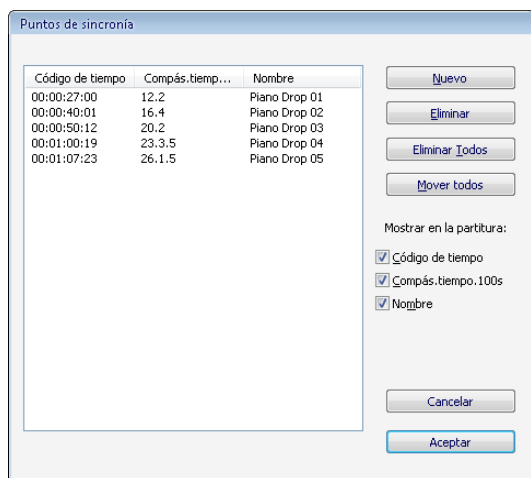 Puntos de sincronía
Código de tiempo Compás.tiemp... Nombre
00:00:27:00 12.2 Piano Drop 01
00:00:40:01 16.4 Piano Drop 02
00:00:50:12 20.2 Piano Drop 03
00:01:00:19 23.3.5 Piano Drop 04
00:01:07:23 26.1.5 Piano Drop 05
Nuevo
Eliminar
Eliminar Todos
Mover todos
Mostrar en la partitura:
Código de tiempo
Compás.tiempo.100s
Nombre
Cancelar
Aceptar